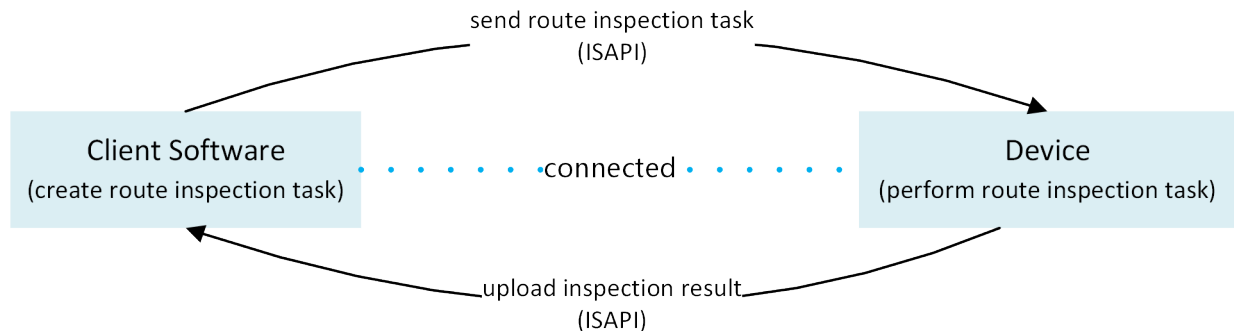 send route inspection task
(ISAPI)
Client Software
(create route inspection task)
connected
Device
(perform route inspection task)
upload inspection result
(ISAPI)